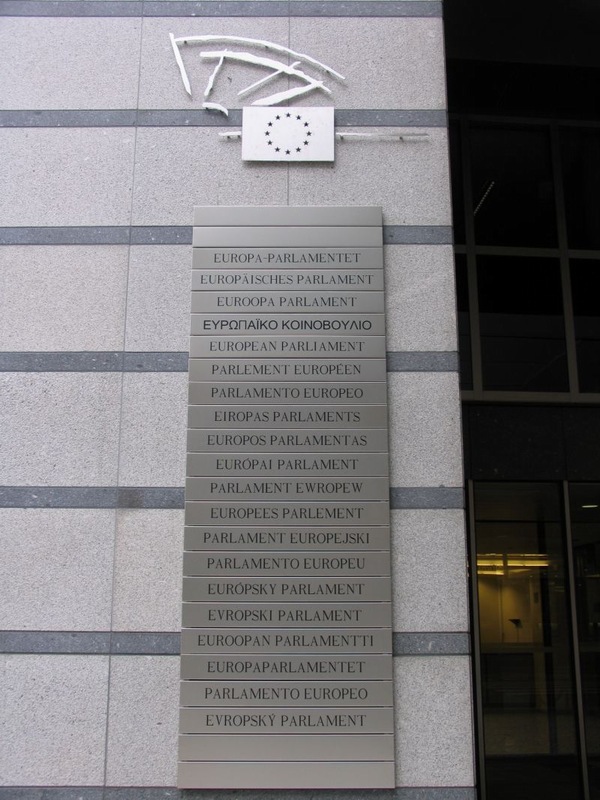 EUROPA-PARLAMENTET
EUROPÄISCHES PARLAMENT
EUROOPA PARLAMENT
ΕΥΡΩΠΑΪΚΟ ΚΟΙΝΟΒΟΥΛΙΟ
EUROPEAN PARLIAMENT
PARLEMENT EUROPÉEN
PARLAMENTO EUROPEO
EIROPAS PARLAMENTS
EUROPOS PARLAMENTAS
EURÓPAI PARLAMENT
PARLAMENT EWROPEW
EUROPEES PARLEMENT
PARLAMENT EUROPEJSKI
PARLAMENTO EUROPEU
EURÓPSKY PARLAMENT
EVROPSKI PARLAMENT
EUROOPAN PARLAMENTTI
EUROPAPARLAMENTET
PARLAMENTO EUROPEO
EVROPSKÝ PARLAMENT